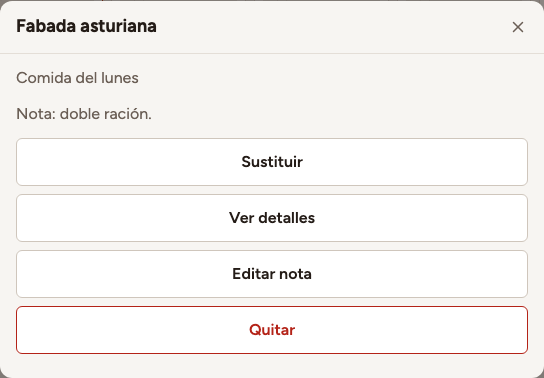 Fabada asturiana
Comida del lunes
Nota: doble ración.
Sustituir
Ver detalles
Editar nota
Quitar